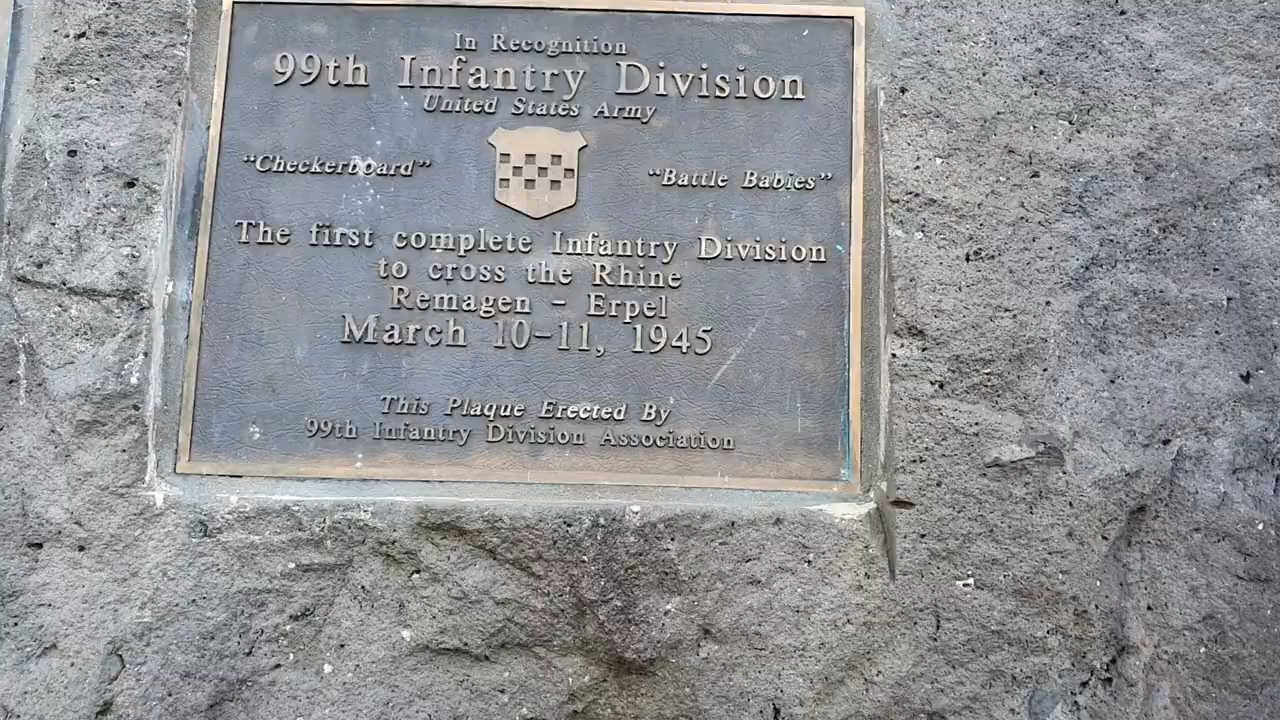 In Recognition
99th Infantry Division
United States Army
"Checkerboard" "Battle Babies"
The first complete Infantry Division
to cross the Rhine
Remagen - Erpel
March 10-11, 1945
This Plaque Erected By
99th Infantry Division Association